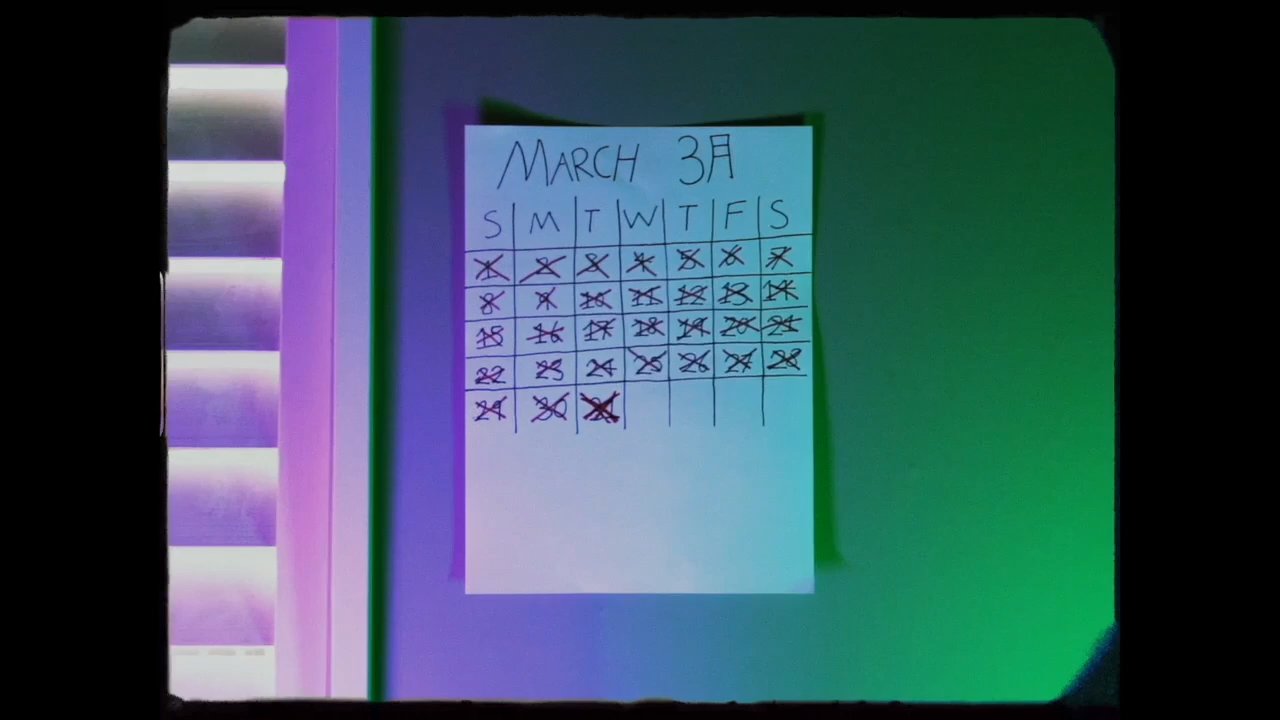 MARCH 3月
S M T W T F S
1 2 3 4 5 6 7
8 9 10 11 12 13 14
15 16 17 18 19 20 21
22 23 24 25 26 27 28
29 30 31